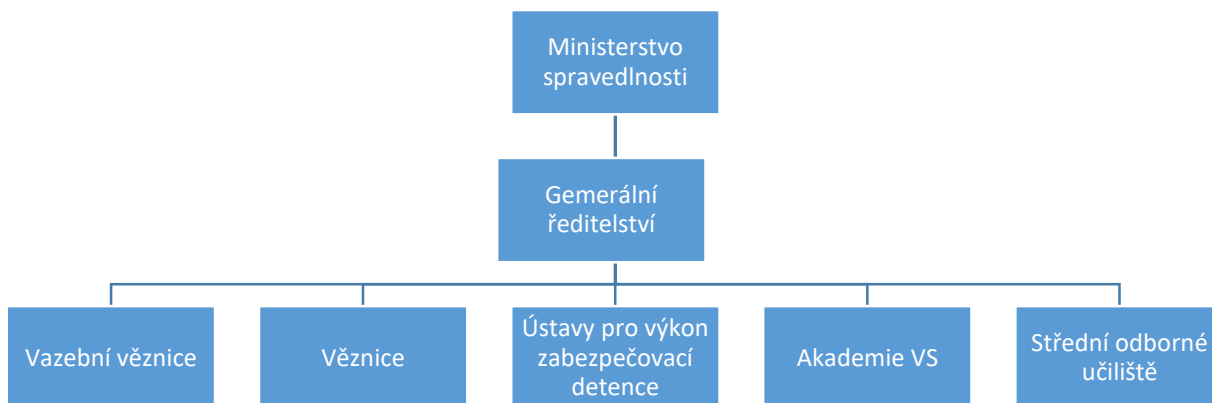 Ministerstvo
spravedlnosti
Gemerální
ředitelství
Vazební věznice
Věznice
Ústavy pro výkon
zabezpečovací
detence
Akademie VS
Střední odborné
učiliště